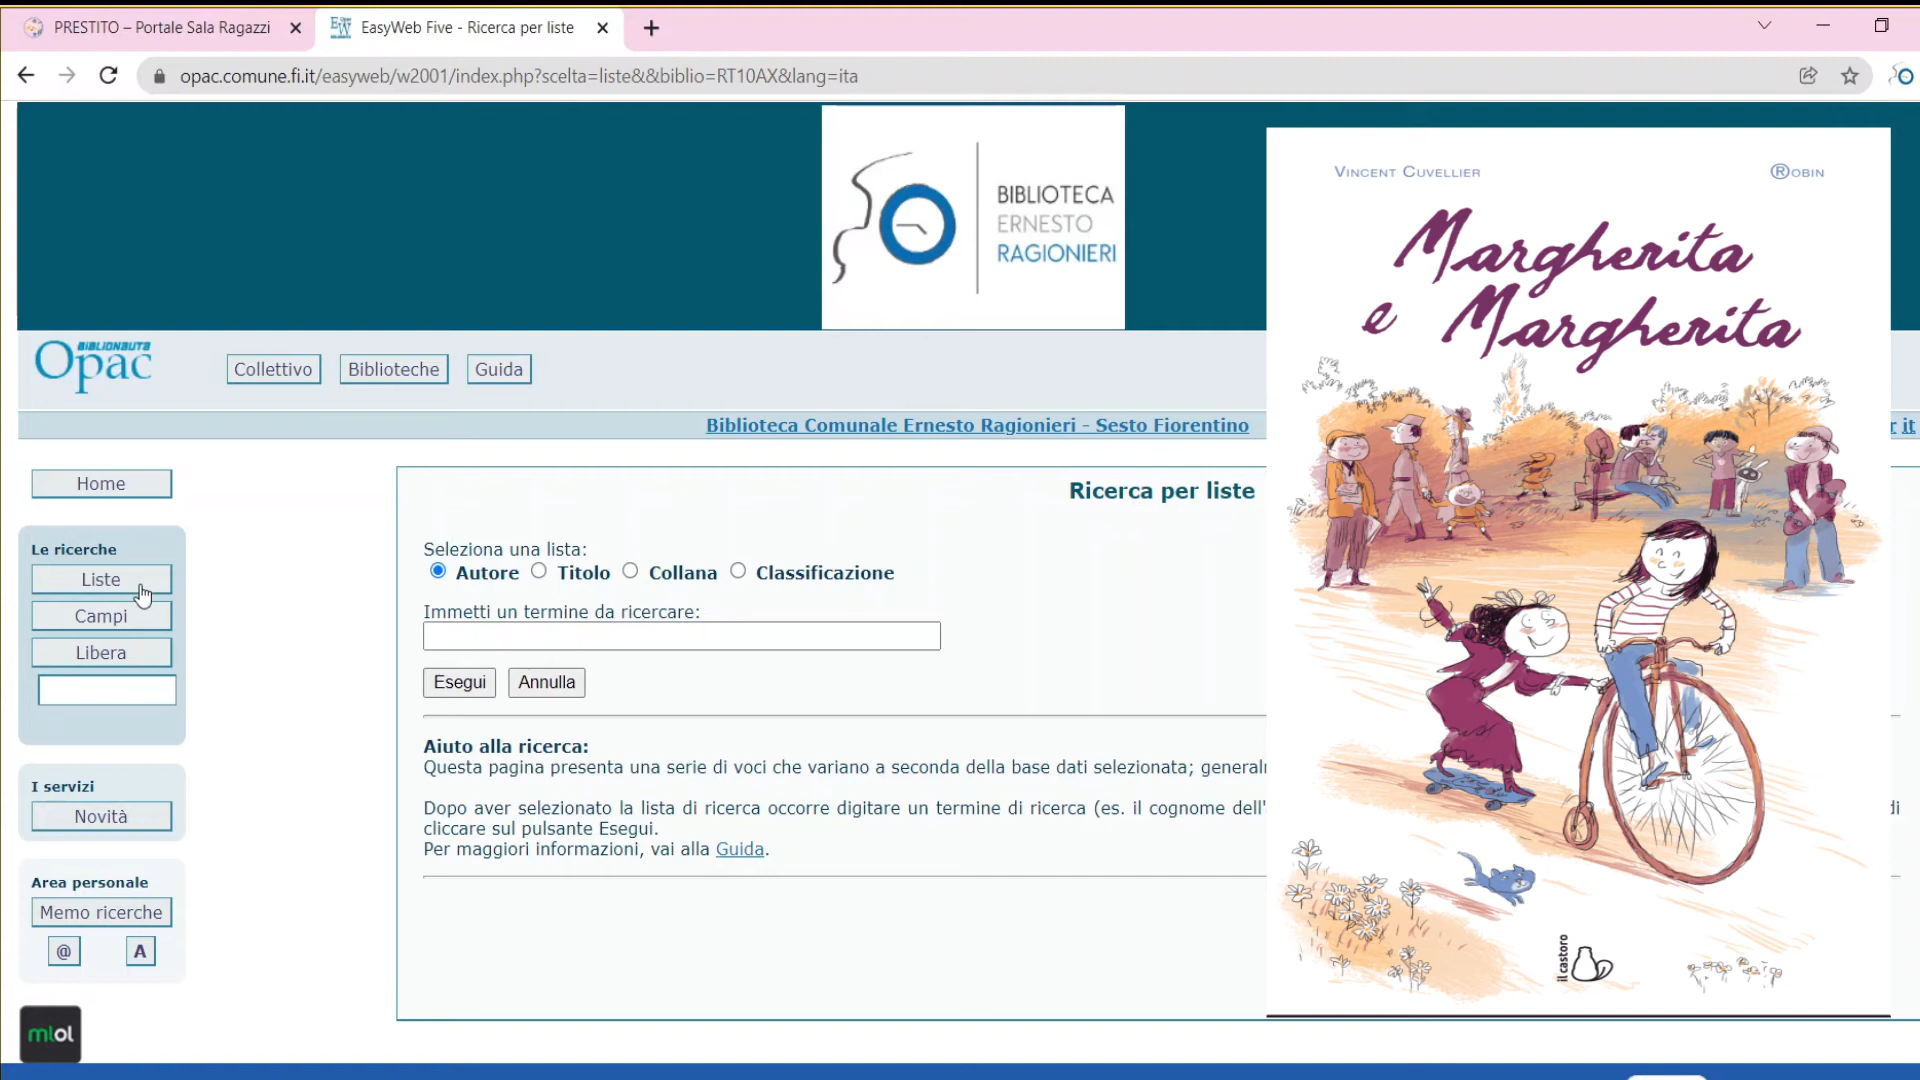 PRESTITO – Portale Sala Ragazzi
EasyWeb Five - Ricerca per liste
opac.comune.fi.it/easyweb/w2001/index.php?scelta=liste&&biblio=RT10AX&lang=ita
BIBLIOTECA
ERNESTO
RAGIONIERI
VINCENT CUVELLIER
ROBIN
Margherita
e Margherita
il castoro
BIBLIONAUTA
Opac
Collettivo
Biblioteche
Guida
Biblioteca Comunale Ernesto Ragionieri - Sesto Fiorentino
it
Home
Le ricerche
Liste
Campi
Libera
I servizi
Novità
Area personale
Memo ricerche
@
A
mlol
Ricerca per liste
Seleziona una lista:
Autore Titolo Collana Classificazione
Immetti un termine da ricercare:
Esegui
Annulla
Aiuto alla ricerca:
Questa pagina presenta una serie di voci che variano a seconda della base dati selezionata;
Dopo aver selezionato la lista di ricerca occorre digitare un termine di ricerca (es. il cognome dell' di
cliccare sul pulsante Esegui.
Per maggiori informazioni, vai alla Guida.